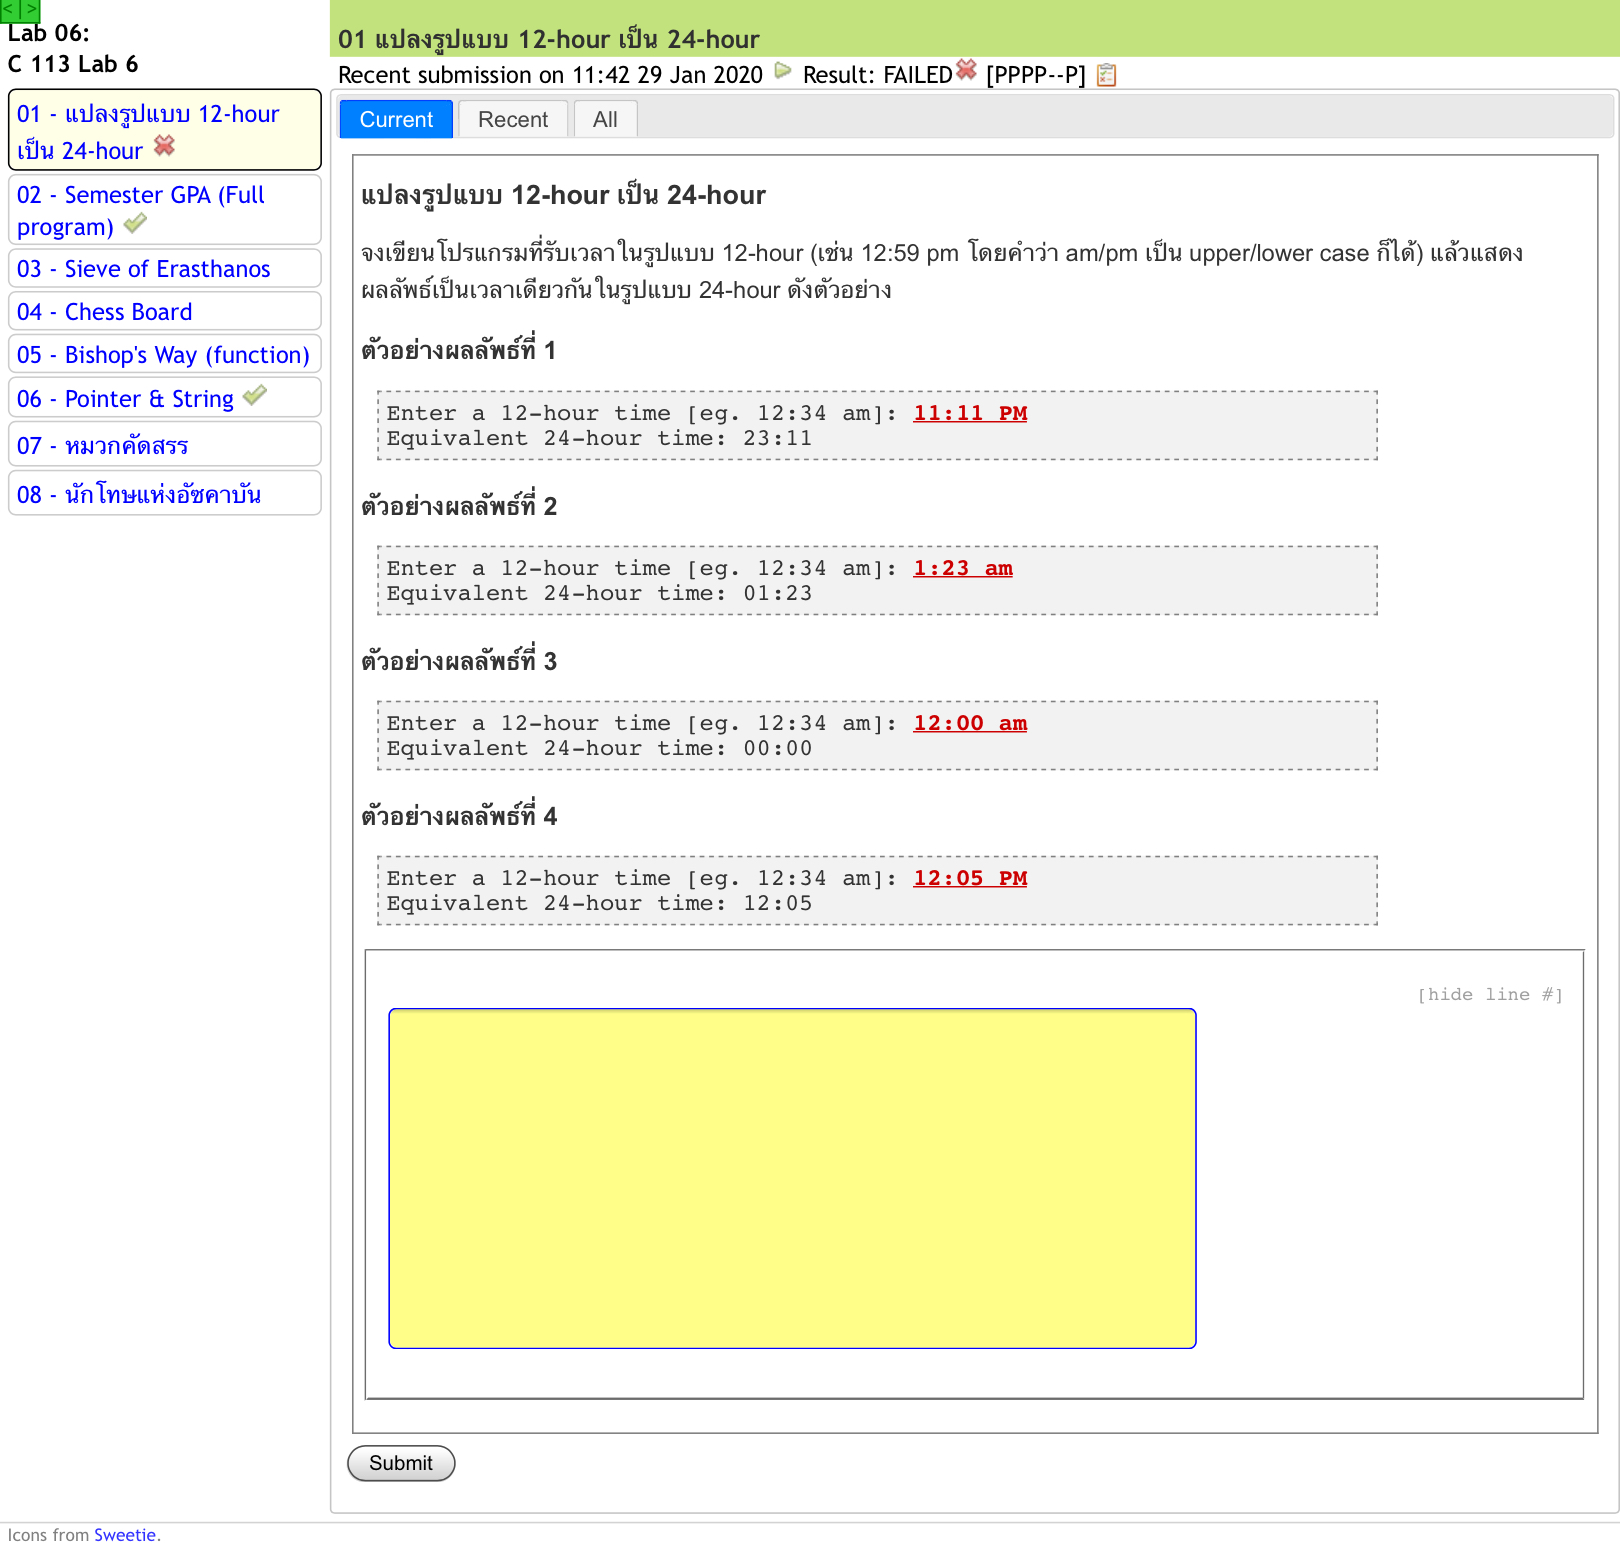 < | >
Lab 06:
C 113 Lab 6
01 - แปลงรูปแบบ 12-hour
เป็น 24-hour
02 - Semester GPA (Full
program)
03 - Sieve of Erasthanos
04 - Chess Board
05 - Bishop's Way (function)
06 - Pointer & String
07 - หมวกคัดสรร
08 - นักโทษแห่งอัซคาบัน
01 แปลงรูปแบบ 12-hour เป็น 24-hour
Recent submission on 11:42 29 Jan 2020 Result: FAILED [PPPP--P]
Current Recent All
แปลงรูปแบบ 12-hour เป็น 24-hour
จงเขียนโปรแกรมที่รับเวลาในรูปแบบ 12-hour (เช่น 12:59 pm โดยคำว่า am/pm เป็น upper/lower case ก็ได้) แล้วแสดง
ผลลัพธ์เป็นเวลาเดียวกันในรูปแบบ 24-hour ดังตัวอย่าง
ตัวอย่างผลลัพธ์ที่ 1
Enter a 12-hour time [eg. 12:34 am]: 11:11 PM
Equivalent 24-hour time: 23:11
ตัวอย่างผลลัพธ์ที่ 2
Enter a 12-hour time [eg. 12:34 am]: 1:23 am
Equivalent 24-hour time: 01:23
ตัวอย่างผลลัพธ์ที่ 3
Enter a 12-hour time [eg. 12:34 am]: 12:00 am
Equivalent 24-hour time: 00:00
ตัวอย่างผลลัพธ์ที่ 4
Enter a 12-hour time [eg. 12:34 am]: 12:05 PM
Equivalent 24-hour time: 12:05
[hide line #]
Submit
Icons from Sweetie.